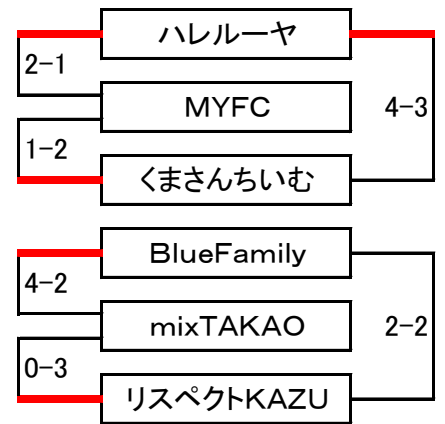 ハレルーヤ
2-1
MYFC
4-3
1-2
くまさんちいむ
BlueFamily
4-2
mixTAKAO
2-2
0-3
リスペクトKAZU